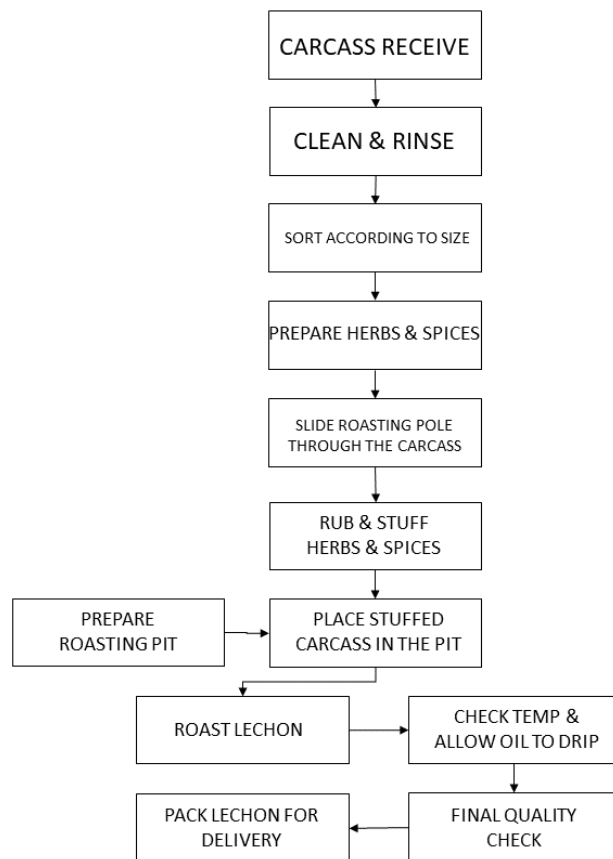 CARCASS RECEIVE
CLEAN & RINSE
SORT ACCORDING TO SIZE
PREPARE HERBS & SPICES
SLIDE ROASTING POLE
THROUGH THE CARCASS
RUB & STUFF
HERBS & SPICES
PREPARE
ROASTING PIT
PLACE STUFFED
CARCASS IN THE PIT
ROAST LECHON
CHECK TEMP &
ALLOW OIL TO DRIP
PACK LECHON FOR
DELIVERY
FINAL QUALITY
CHECK